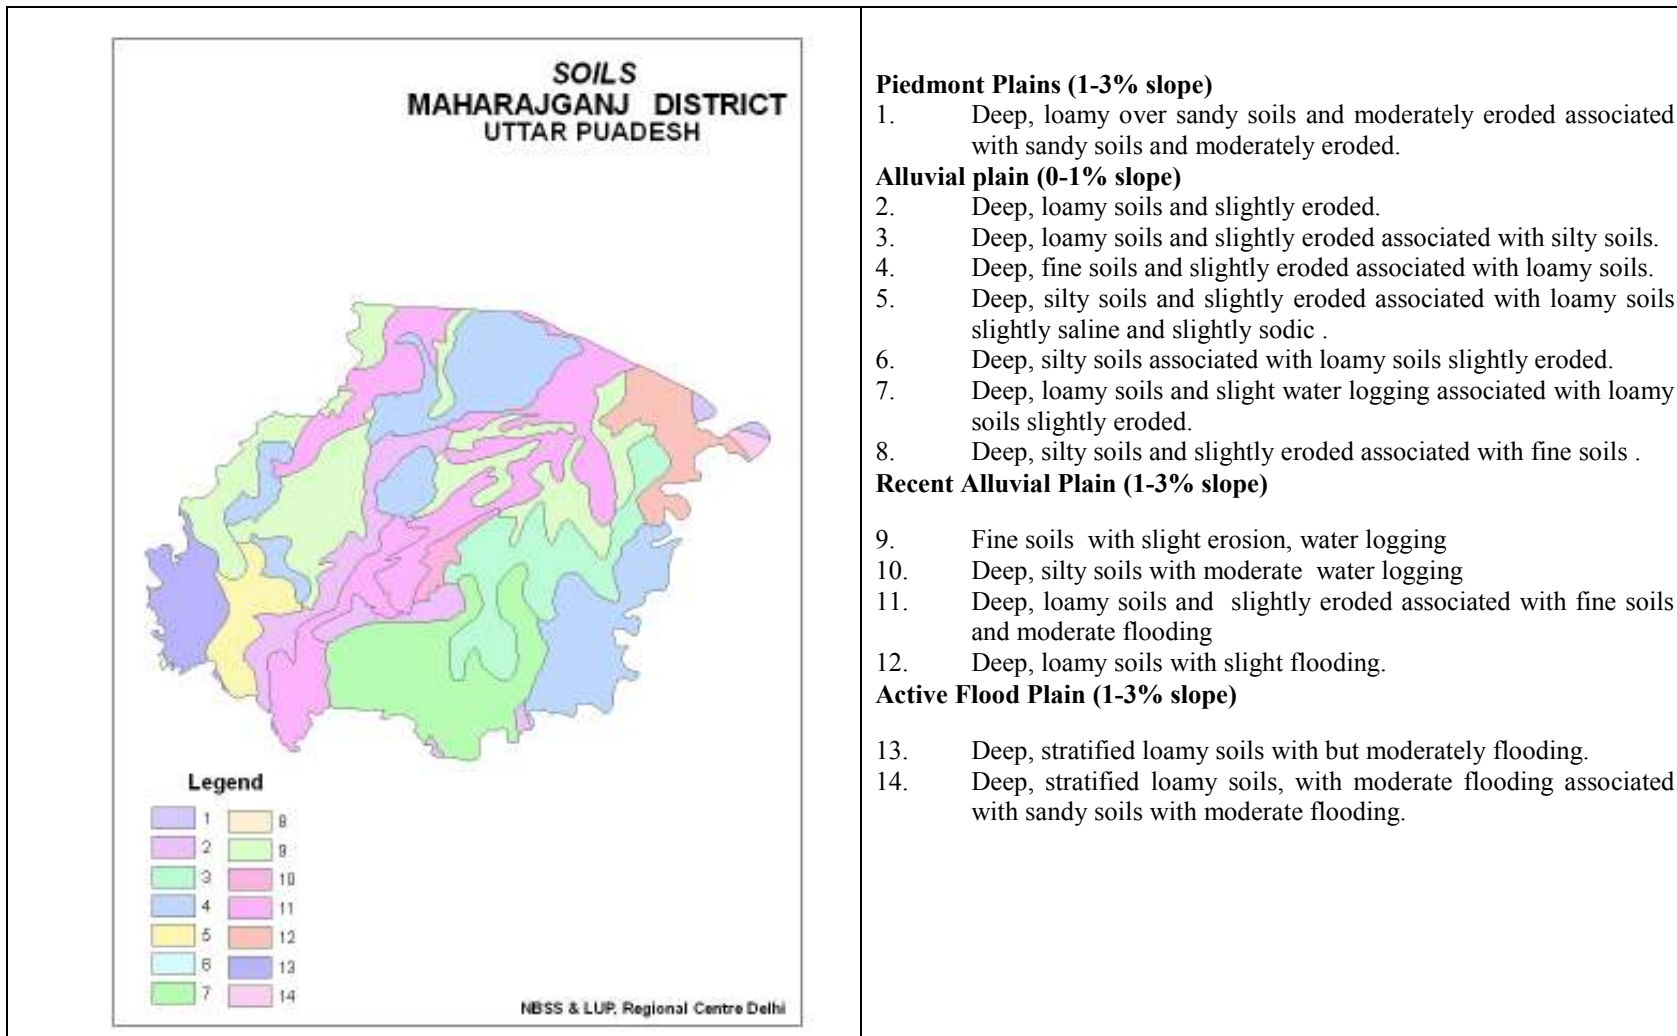 SOILS
MAHARAJGANJ DISTRICT
UTTAR PUADESH
Legend
1
2
3
4
5
6
7
8
9
10
11
12
13
14
NBSS & LUP, Regional Centre Delhi
Piedmont Plains (1-3% slope)
1. Deep, loamy over sandy soils and moderately eroded associated
with sandy soils and moderately eroded.
Alluvial plain (0-1% slope)
2. Deep, loamy soils and slightly eroded.
3. Deep, loamy soils and slightly eroded associated with silty soils.
4. Deep, fine soils and slightly eroded associated with loamy soils.
5. Deep, silty soils and slightly eroded associated with loamy soils
slightly saline and slightly sodic .
6. Deep, silty soils associated with loamy soils slightly eroded.
7. Deep, loamy soils and slight water logging associated with loamy
soils slightly eroded.
8. Deep, silty soils and slightly eroded associated with fine soils .
Recent Alluvial Plain (1-3% slope)
9. Fine soils with slight erosion, water logging
10. Deep, silty soils with moderate water logging
11. Deep, loamy soils and slightly eroded associated with fine soils
and moderate flooding
12. Deep, loamy soils with slight flooding.
Active Flood Plain (1-3% slope)
13. Deep, stratified loamy soils with but moderately flooding.
14. Deep, stratified loamy soils, with moderate flooding associated
with sandy soils with moderate flooding.